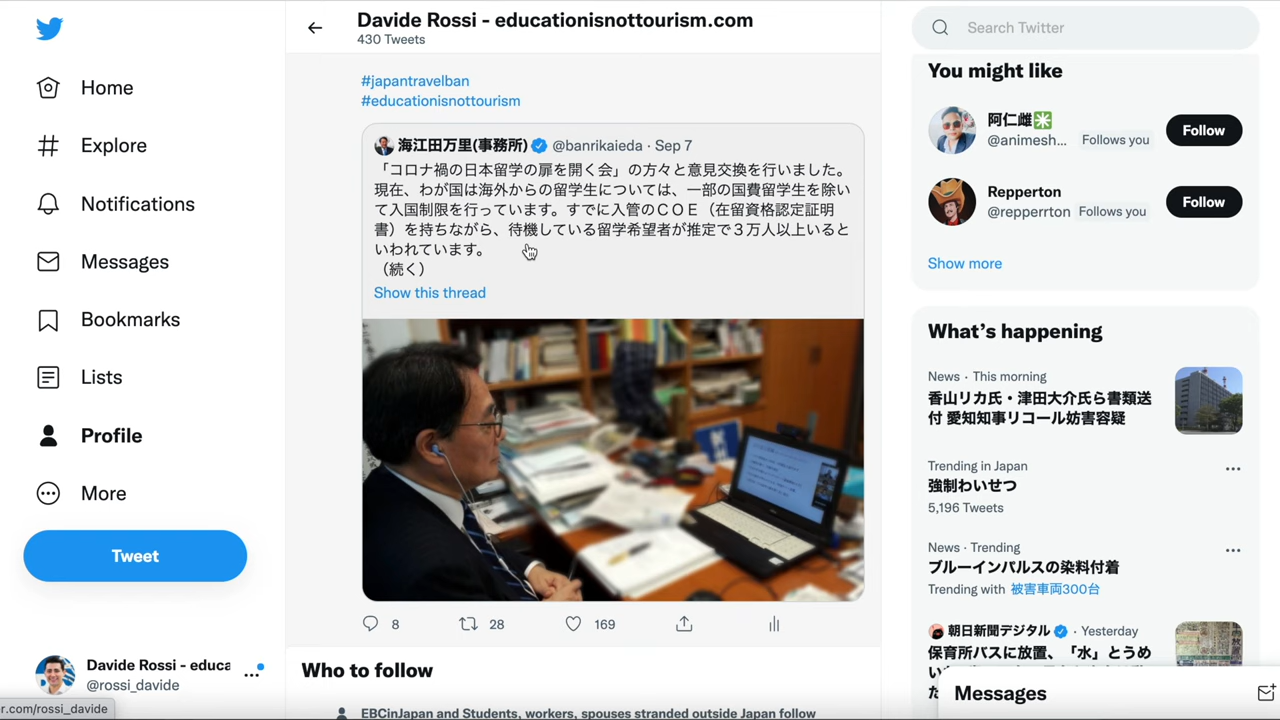 Home
Explore
Notifications
Messages
Bookmarks
Lists
Profile
More
Tweet
Davide Rossi - educa
@rossi_davide
r.com/rossi_davide
Davide Rossi - educationisnottourism.com
430 Tweets
#japantravelban
#educationisnottourism
海江田万里(事務所) @banrikaieda · Sep 7
「コロナ禍の日本留学の扉を開く会」の方々と意見交換を行いました。
現在、わが国は海外からの留学生については、一部の国費留学生を除い
て入国制限を行っています。すでに入管のＣＯＥ（在留資格認定証明
書）を持ちながら、待機している留学希望者が推定で３万人以上いると
いわれています。
（続く）
Show this thread
8 28 169
Who to follow
EBCinJapan and Students, workers, spouses stranded outside Japan follow
Search Twitter
You might like
阿仁雌
@animesh... Follows you
Follow
Repperton
@repperrton Follows you
Follow
Show more
What's happening
News · This morning
香山リカ氏・津田大介氏ら書類送
付 愛知知事リコール妨害容疑
Trending in Japan
強制わいせつ
5,196 Tweets
News · Trending
ブルーインパルスの染料付着
Trending with 被害車両300台
朝日新聞デジタル · Yesterday
保育所バスに放置、「水」とうめ
Messages